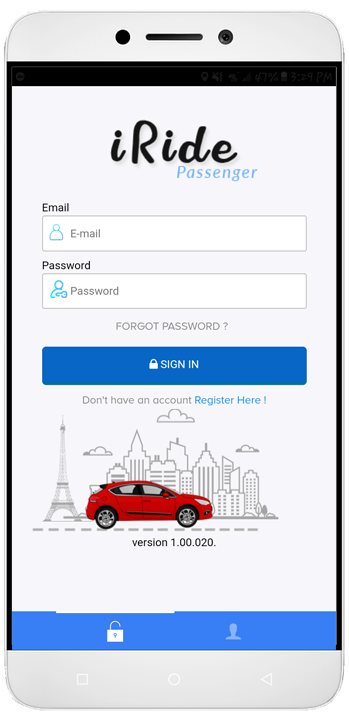 47% 3:29 PM
iRide
Passenger
Email
E-mail
Password
Password
FORGOT PASSWORD ?
SIGN IN
Don't have an account Register Here !
version 1.00.020.